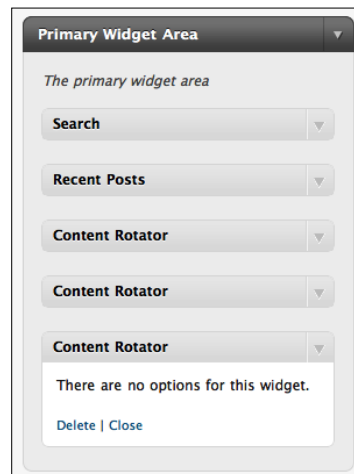 Primary Widget Area
The primary widget area
Search
Recent Posts
Content Rotator
Content Rotator
Content Rotator
There are no options for this widget.
Delete | Close